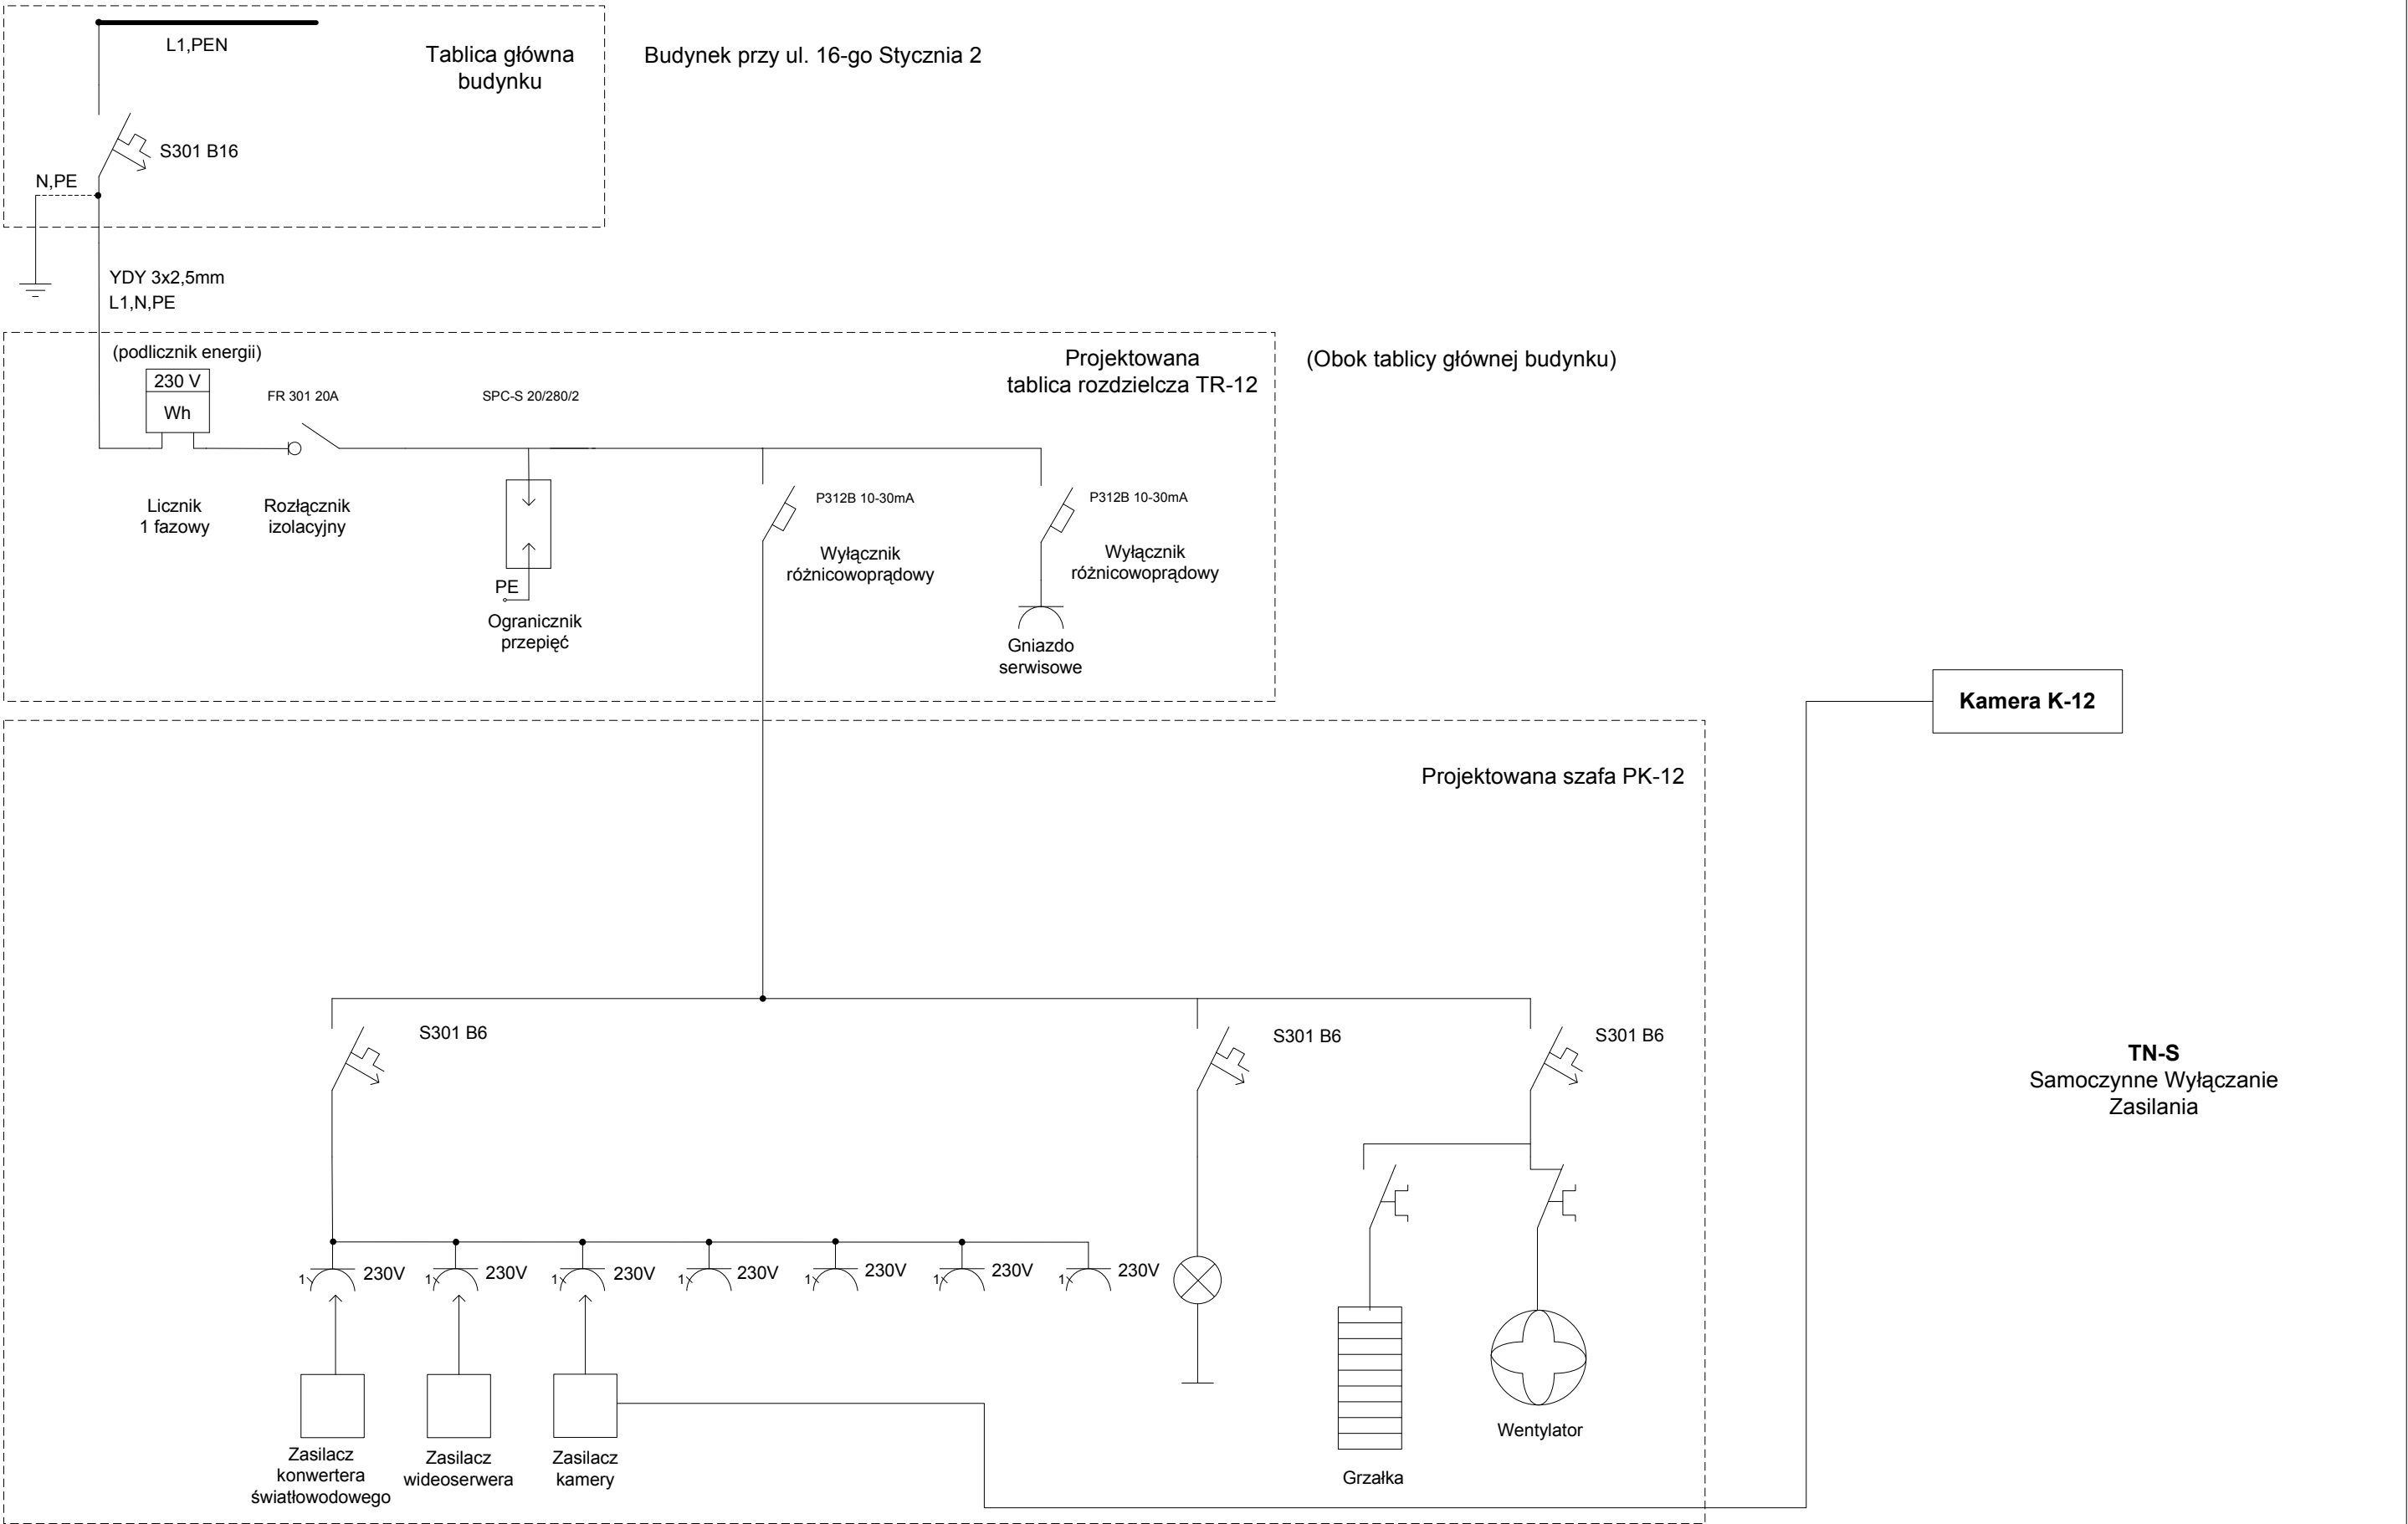 L1,PEN
Tablica główna
budynku
Budynek przy ul. 16-go Stycznia 2
S301 B16
N,PE
YDY 3x2,5mm
L1,N,PE
(podlicznik energii)
230 V
Wh
FR 301 20A
SPC-S 20/280/2
Projektowana
tablica rozdzielcza TR-12
(Obok tablicy głównej budynku)
Licznik
1 fazowy
Rozłącznik
izolacyjny
PE
Ogranicznik
przepięć
P312B 10-30mA
Wyłącznik
różnicowoprądowy
P312B 10-30mA
Wyłącznik
różnicowoprądowy
Gniazdo
serwisowe
Kamera K-12
Projektowana szafa PK-12
S301 B6
S301 B6
S301 B6
TN-S
Samoczynne Wyłączanie
Zasilania
1 230V
1 230V
1 230V
1 230V
1 230V
1 230V
1 230V
Zasilacz
konwertera
światłowodowego
Zasilacz
wideoserwera
Zasilacz
kamery
Grzałka
Wentylator